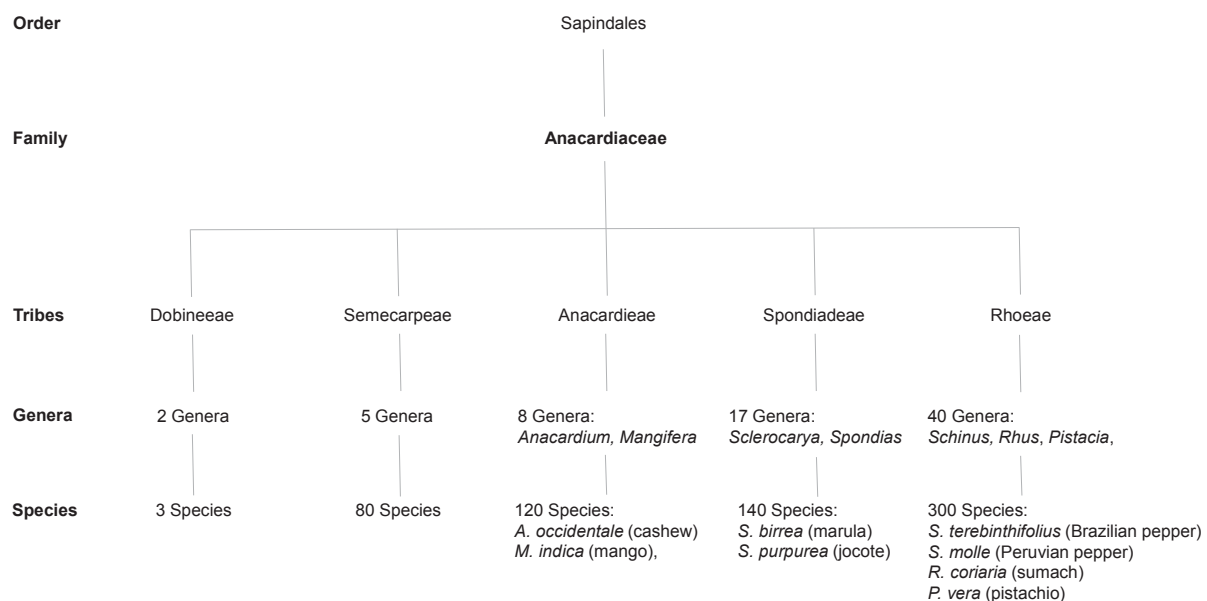 Order Sapindales
Family Anacardiaceae
Tribes Dobineeae Semecarpeae Anacardieae Spondiadeae Rhoeae
Genera 2 Genera 5 Genera 8 Genera: 17 Genera: 40 Genera:
Anacardium, Mangifera Sclerocarya, Spondias Schinus, Rhus, Pistacia,
Species 3 Species 80 Species 120 Species: 140 Species: 300 Species:
A. occidentale (cashew) S. birrea (marula) S. terebinthifolius (Brazilian pepper)
M. indica (mango), S. purpurea (jocote) S. molle (Peruvian pepper)
R. coriaria (sumach)
P. vera (pistachio)